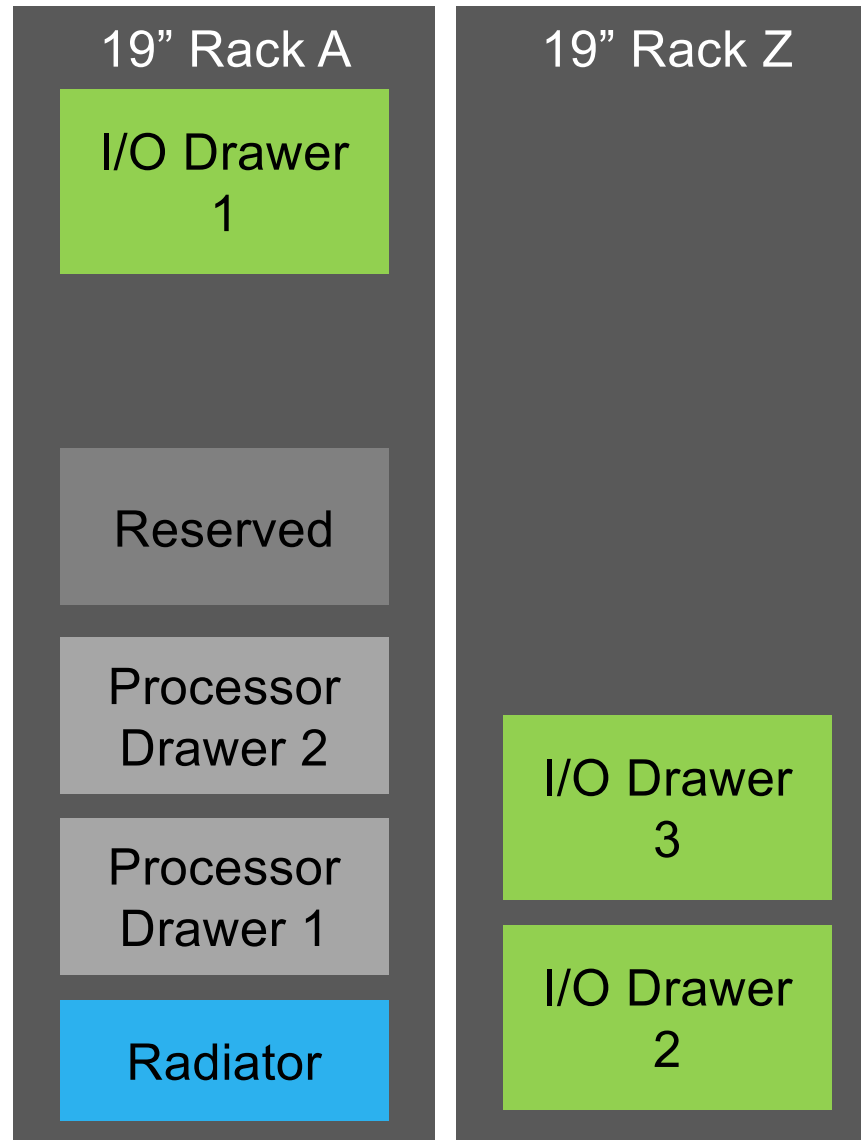 19” Rack A
I/O Drawer
1
Reserved
Processor
Drawer 2
Processor
Drawer 1
Radiator
19” Rack Z
I/O Drawer
3
I/O Drawer
2